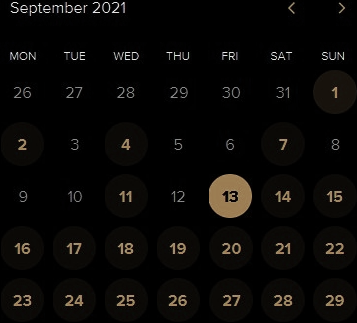 September 2021
MON TUE WED THU FRI SAT SUN
26 27 28 29 30 31 1
2 3 4 5 6 7 8
9 10 11 12 13 14 15
16 17 18 19 20 21 22
23 24 25 26 27 28 29